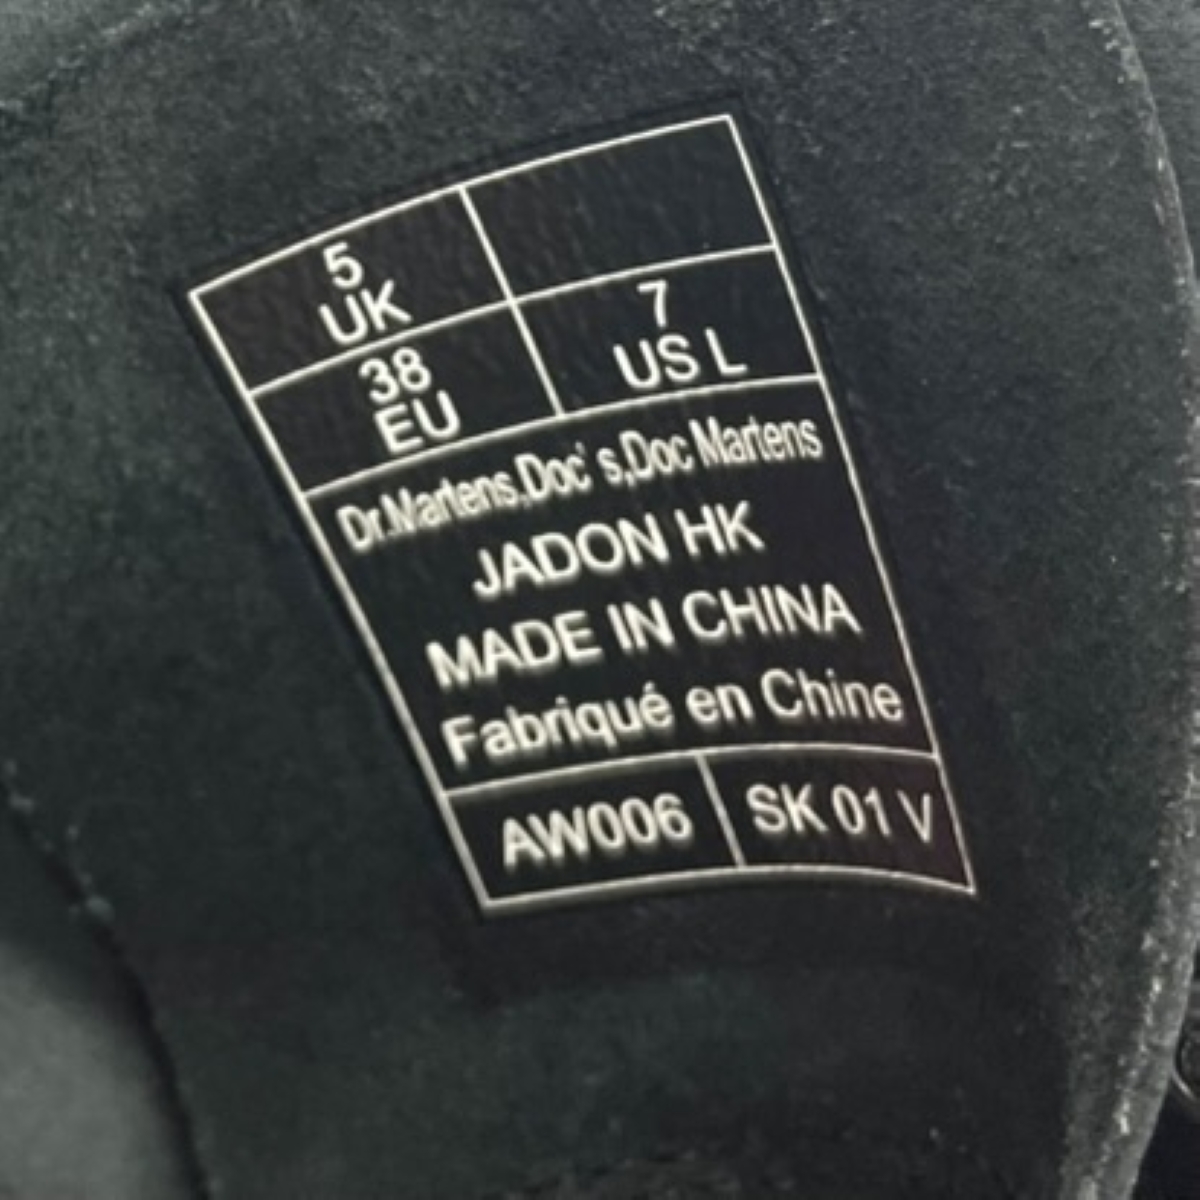 5
UK
38
EU
7
US L
Dr.Martens,Doc's,Doc Martens
JADON HK
MADE IN CHINA
Fabriqué en Chine
AW006
SK 01 V